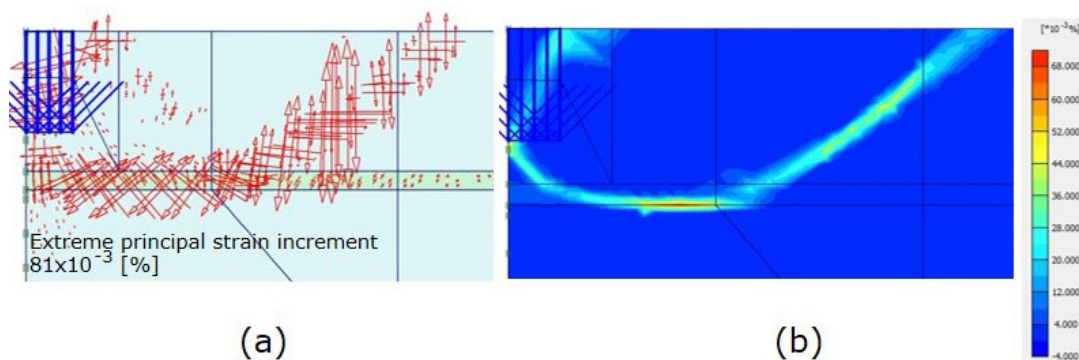 [*10⁻³%]
68.000
60.000
52.000
44.000
36.000
28.000
20.000
12.000
4.000
-4.000
Extreme principal strain increment
81x10⁻³ [%]
(a)
(b)